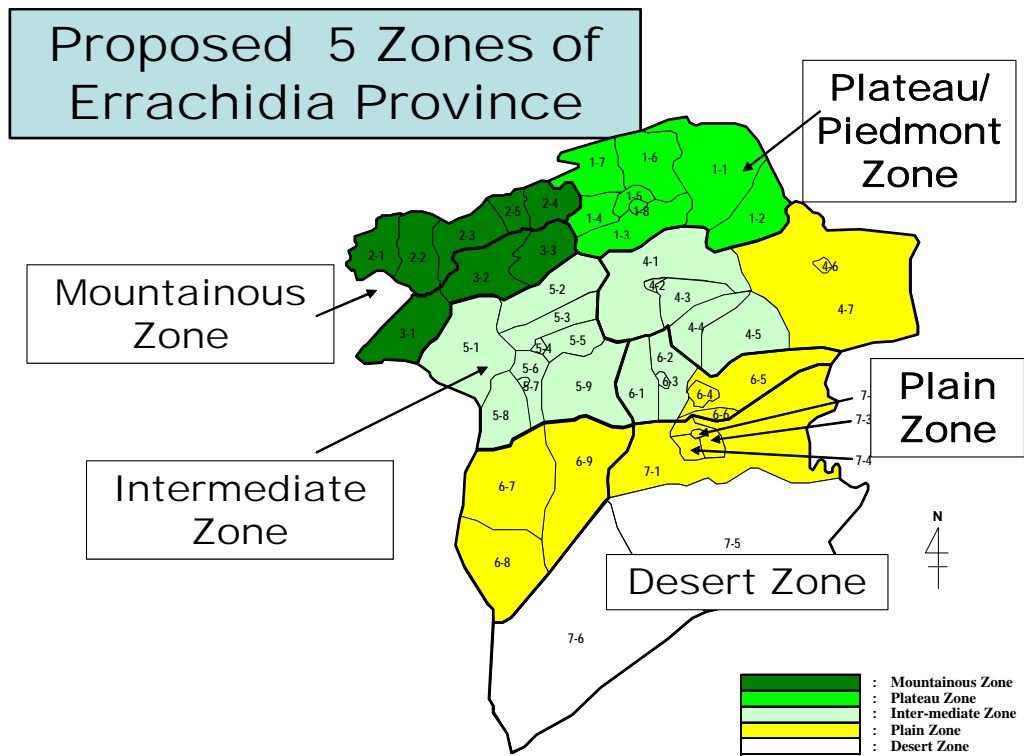 Proposed 5 Zones of
Errachidia Province
Plateau/
Piedmont
Zone
1-7
1-6
1-1
1-5
1-8
1-4
1-3
1-2
2-4
2-5
2-3
2-2
2-1
3-3
3-2
3-1
Mountainous
Zone
4-1
4-2
4-3
4-4
4-5
4-6
4-7
5-2
5-3
5-1
5-4
5-5
5-6
5-7
5-9
5-8
6-2
6-1
6-3
6-5
6-4
6-6
7-
7-3
7-4
Plain
Zone
Intermediate
Zone
6-9
6-7
6-8
7-1
N
7-5
Desert Zone
7-6
: Mountainous Zone
: Plateau Zone
: Inter-mediate Zone
: Plain Zone
: Desert Zone